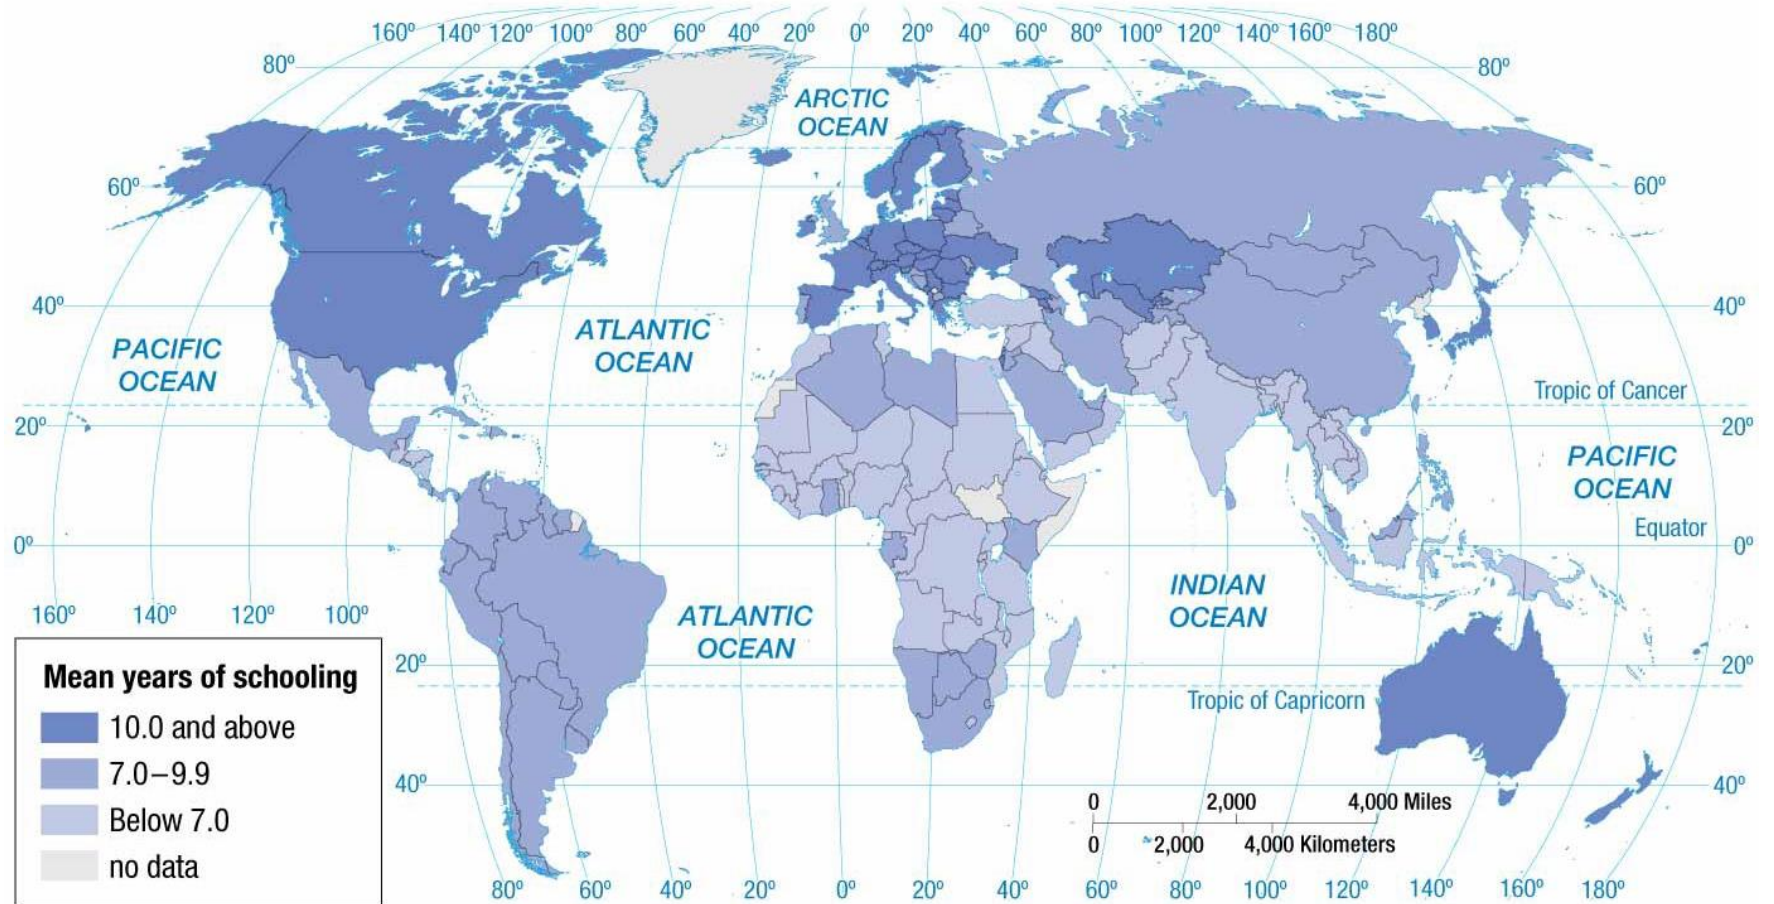 160º 140º 120º 100º 80º 60º 40º 20º 0º 20º 40º 60º 80º 100º 120º 140º 160º 180º
80º 80º
ARCTIC
OCEAN
60º 60º
40º 40º
PACIFIC
OCEAN
ATLANTIC
OCEAN
Tropic of Cancer
20º 20º
PACIFIC
OCEAN
Equator
0º 0º
INDIAN
OCEAN
160º 140º 120º 100º
ATLANTIC
OCEAN
20º 20º
Tropic of Capricorn
40º 40º
Mean years of schooling
10.0 and above
7.0–9.9
Below 7.0
no data
0 2,000 4,000 Miles
0 2,000 4,000 Kilometers
80º 60º 40º 20º 0º 20º 40º 60º 80º 100º 120º 140º 160º 180º